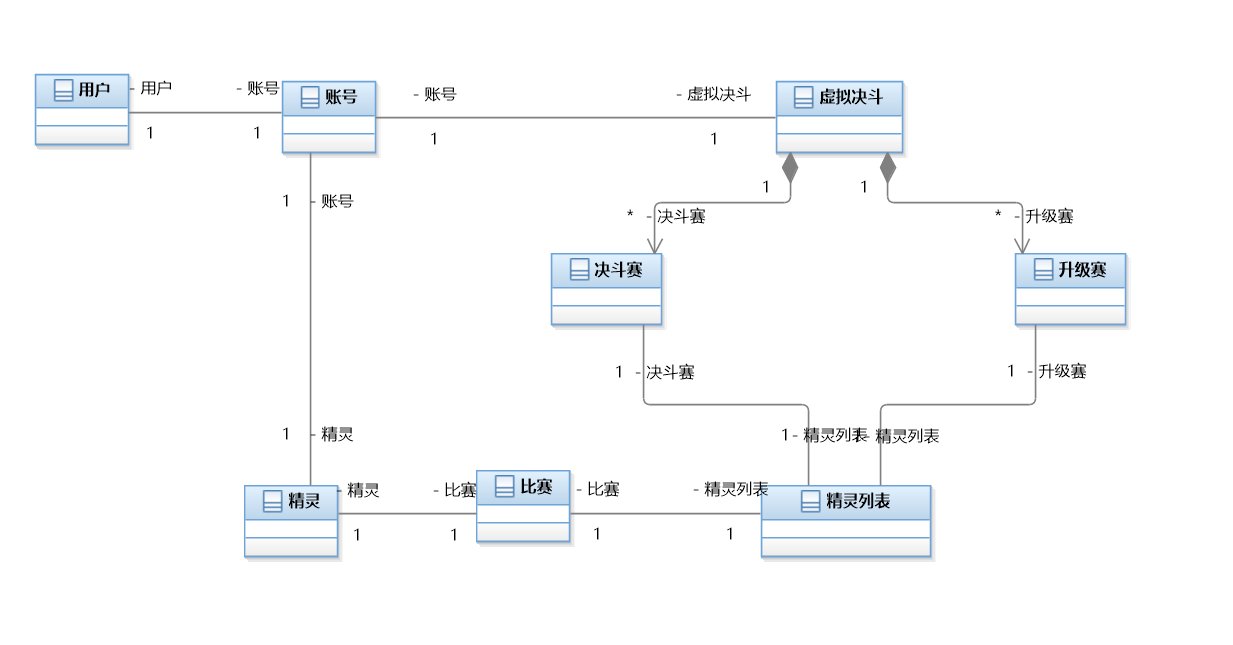 用户
- 用户
- 账号
1
1
账号
- 账号
- 虚拟决斗
1
1
虚拟决斗
1
- 账号
1
1
* - 决斗赛
* - 升级赛
决斗赛
升级赛
1 - 决斗赛
1 - 升级赛
1 - 精灵
1 - 精灵列表
1 - 精灵列表
精灵
- 精灵
- 比赛
1
1
比赛
- 比赛
- 精灵列表
1
1
精灵列表